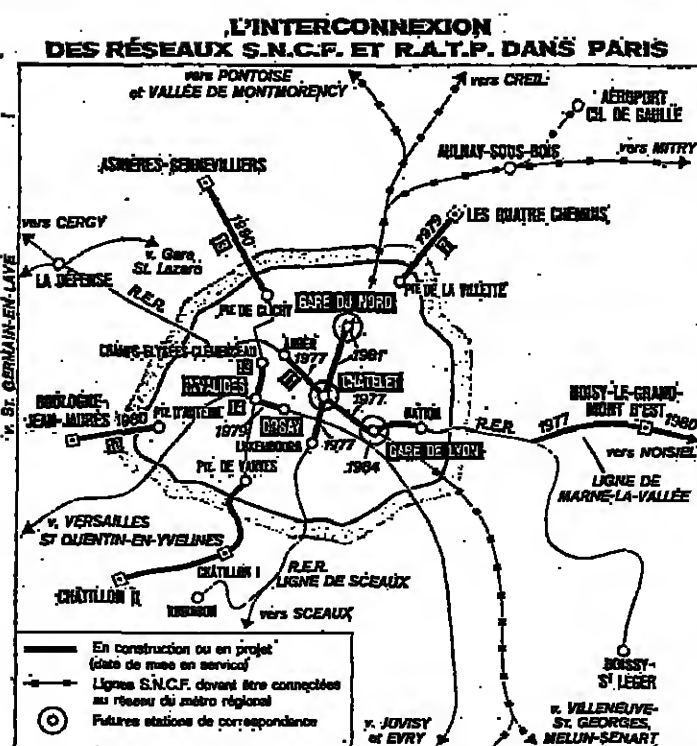 L'INTERCONNEXION
DES RÉSEAUX S.N.C.F. ET R.A.T.P. DANS PARIS
vers PONTOISE
et VALLÉE DE MONTMORENCY
vers CREIL
AÉROPORT
CH. DE GAULLE
AULNAY-SOUS-BOIS
vers MITRY
ASNIÈRES-GENNEVILLIERS
1980
13
LES QUATRE CHEMINS
1979
vers CERGY
v. Gare
St. Lazare
LA DÉFENSE
R.E.R.
v. St. GERMAIN-EN-LAYE
Pte DE CLICHY
GARE DU NORD
Pte DE LA VILLETTE
1981
CHAMPS-ELYSÉES-CLEMENCEAU
AUBER
1977
CHATELET
1977
INVALIDES
13
ORSAY
BOULOGNE-
JEAN-JAURÈS
1980
Pte D'AUTEUIL
1979
LUXEMBOURG
1977
NATION
GARE DE LYON
1984
R.E.R.
1977
NOISY-LE-GRAND-
MONT D'EST
1980
vers NOISIEL
LIGNE DE
MARNE-LA-VALLÉE
Pte DE VANVES
v. VERSAILLES
ST QUENTIN-EN-YVELINES
CHÂTILLON I
CHÂTILLON II
ROBINSON
R.E.R.
LIGNE DE SCEAUX
vers SCEAUX
BOISSY-
St LÉGER
En construction ou en projet
(date de mise en service)
Lignes S.N.C.F. devant être connectées
au réseau du métro régional
Futures stations de correspondance
v. JUVISY
et EVRY
v. VILLENEUVE-
St. GEORGES,
MELUN-SENART